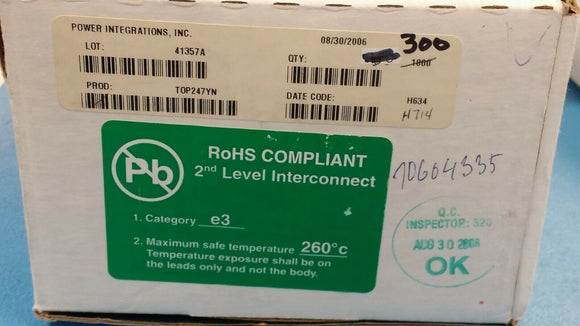 POWER INTEGRATIONS, INC.
08/30/2006
LOT: 41357A
QTY: 300
1000
PROD: TOP247YN
DATE CODE: H634
H714
Pb
RoHS COMPLIANT
2nd Level Interconnect
1. Category e3
2. Maximum safe temperature 260°c
Temperature exposure shall be
on the leads only and not the body.
70604335
Q.C.
INSPECTOR: 320
AUG 30 2006
OK